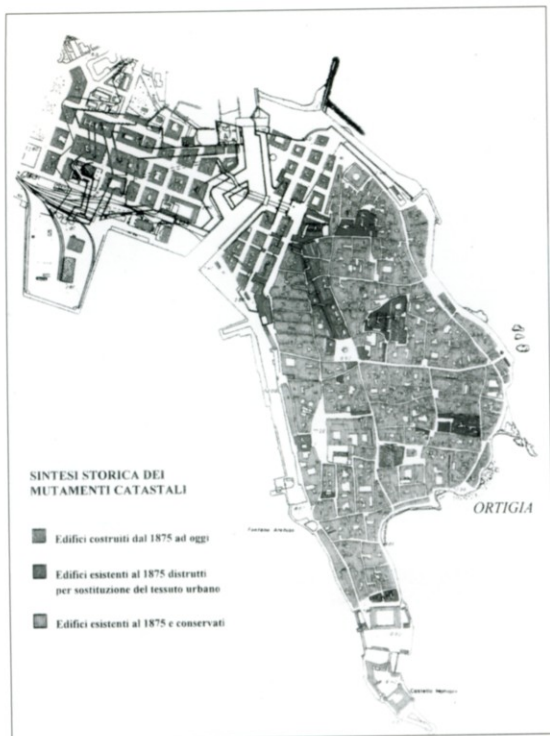 SINTESI STORICA DEI
MUTAMENTI CATASTALI
Edifici costruiti dal 1875 ad oggi
Edifici esistenti al 1875 distrutti
per sostituzione del tessuto urbano
Edifici esistenti al 1875 e conservati
ORTIGIA
Castello